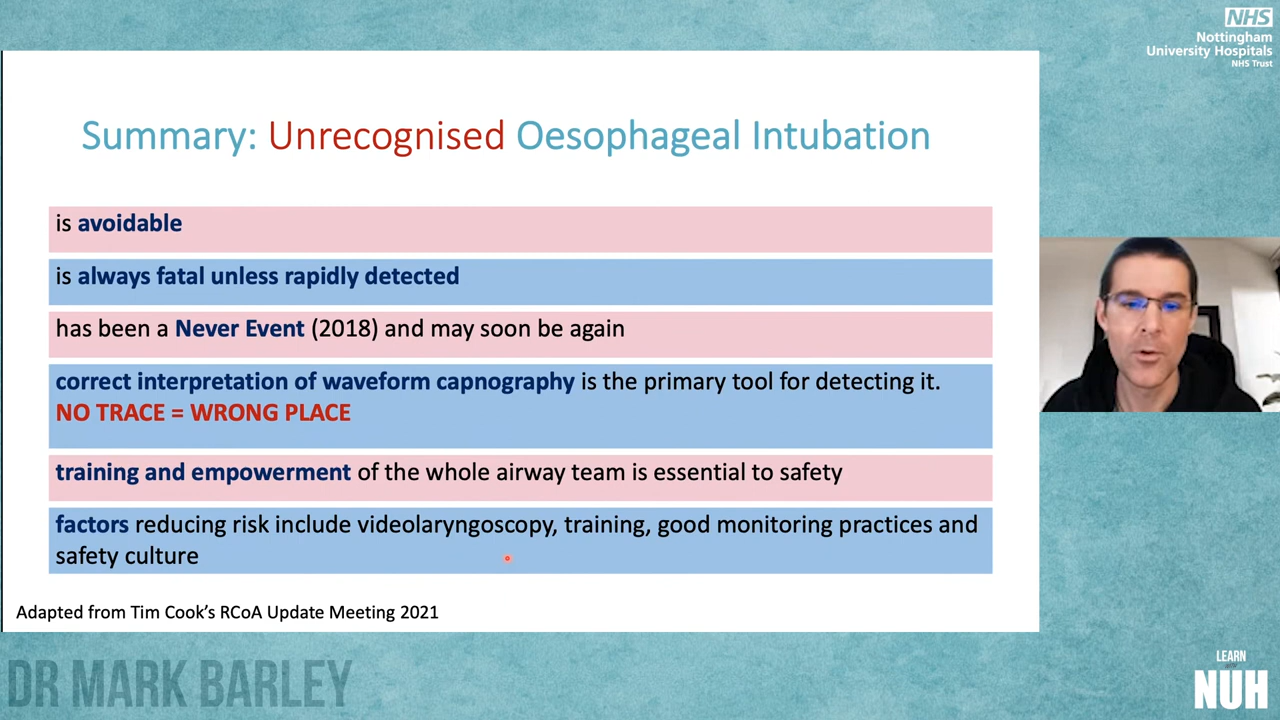 NHS
Nottingham
University Hospitals
NHS Trust
Summary: Unrecognised Oesophageal Intubation
is avoidable
is always fatal unless rapidly detected
has been a Never Event (2018) and may soon be again
correct interpretation of waveform capnography is the primary tool for detecting it.
NO TRACE = WRONG PLACE
training and empowerment of the whole airway team is essential to safety
factors reducing risk include videolaryngoscopy, training, good monitoring practices and
safety culture
Adapted from Tim Cook's RCoA Update Meeting 2021
DR MARK BARLEY
LEARN
NUH